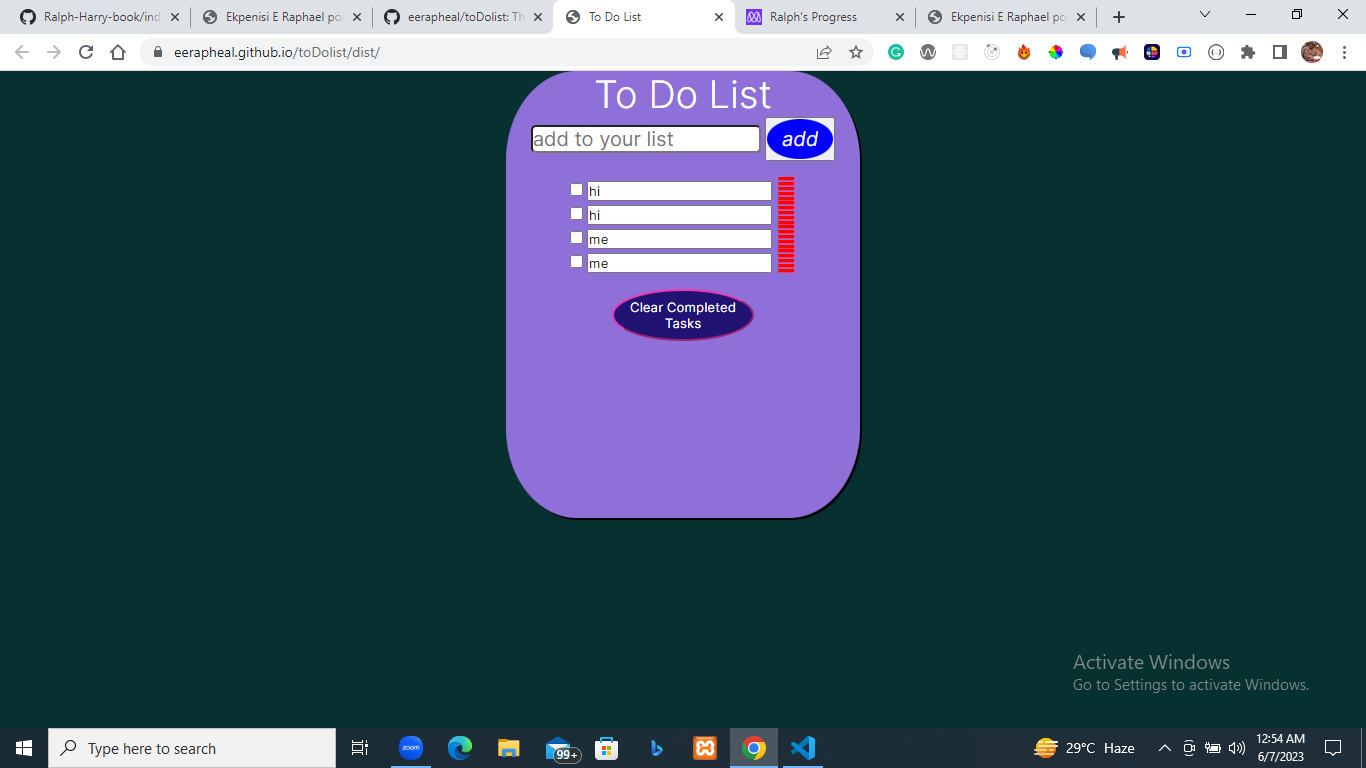 Ralph-Harry-book/ind
Ekpenisi E Raphael po
eerapheal/toDolist: Th
To Do List
Ralph's Progress
Ekpenisi E Raphael po
eerapheal.github.io/toDolist/dist/
To Do List
add to your list
add
hi
hi
me
me
Clear Completed
Tasks
Activate Windows
Go to Settings to activate Windows.
Type here to search
zoom
99+
29°C Haze
12:54 AM
6/7/2023